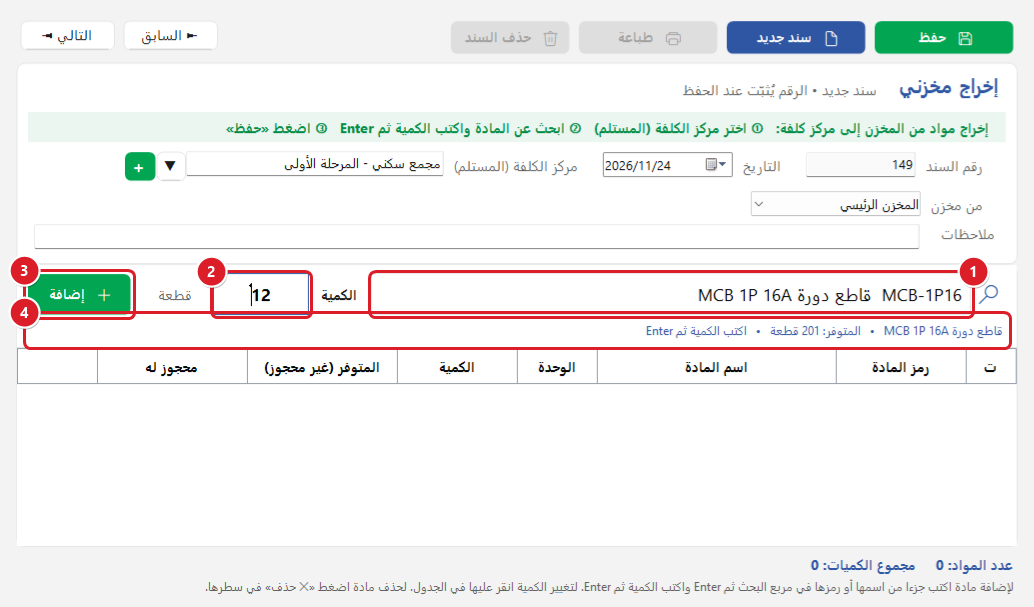 حفظ
سند جديد
طباعة
حذف السند
السابق
التالي
إخراج مخزني سند جديد • الرقم يُثبّت عند الحفظ
إخراج مواد من المخزن إلى مركز كلفة: ① اختر مركز الكلفة (المستلم) ② ابحث عن المادة واكتب الكمية ثم Enter ③ اضغط «حفظ»
رقم السند 149 التاريخ 2026/11/24 مركز الكلفة (المستلم) مجمع سكني - المرحلة الأولى ▼ +
من مخزن المخزن الرئيسي
ملاحظات
1
2
3
MCB-1P16 قاطع دورة MCB 1P 16A الكمية 12 قطعة + إضافة
4
قاطع دورة MCB 1P 16A • المتوفر: 201 قطعة • اكتب الكمية ثم Enter
ت رمز المادة اسم المادة الوحدة الكمية المتوفر (غير محجوز) محجوز له
عدد المواد: 0 مجموع الكميات: 0
لإضافة مادة اكتب جزءا من اسمها أو رمزها في مربع البحث ثم Enter واكتب الكمية ثم Enter. لتغيير الكمية انقر عليها في الجدول. لحذف مادة اضغط «✕ حذف» في سطرها.